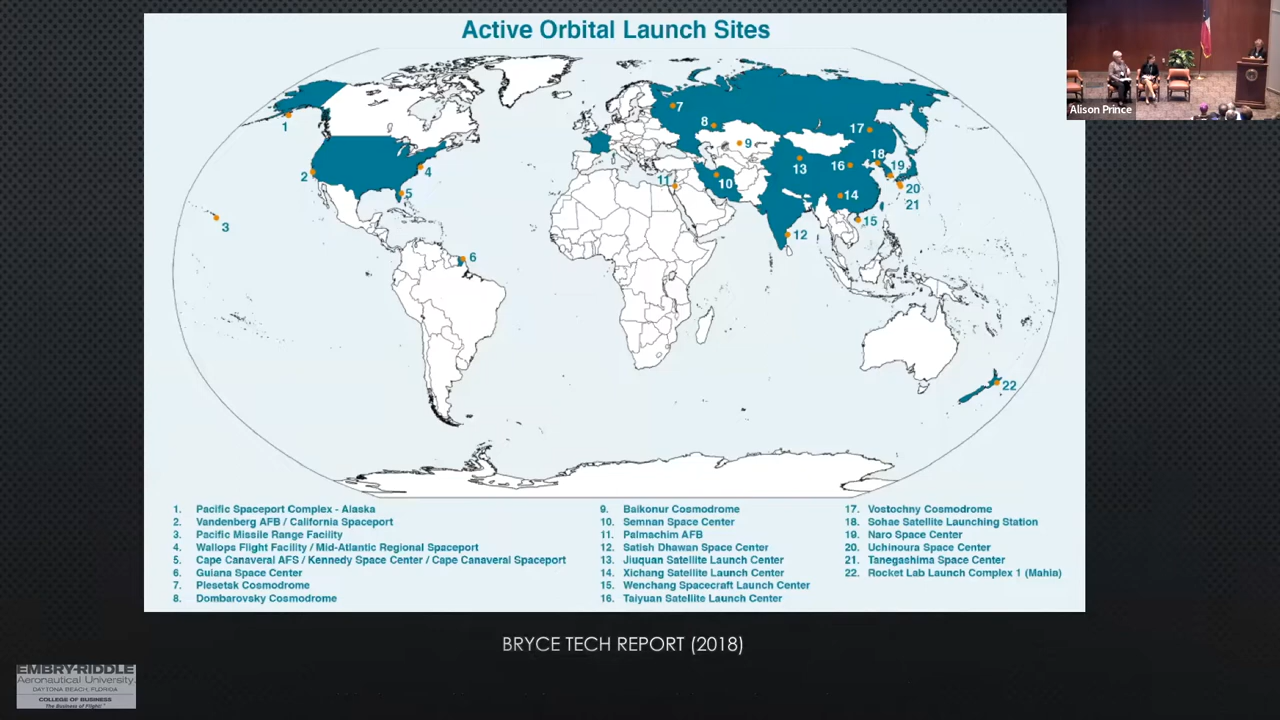 Active Orbital Launch Sites
Alison Prince
1
2
3
4
5
6
7
8
9
10
11
12
13
14
15
16
17
18
19
20
21
22
4
1. Pacific Spaceport Complex - Alaska
2. Vandenberg AFB / California Spaceport
3. Pacific Missile Range Facility
4. Wallops Flight Facility / Mid-Atlantic Regional Spaceport
5. Cape Canaveral AFS / Kennedy Space Center / Cape Canaveral Spaceport
6. Guiana Space Center
7. Plesetsk Cosmodrome
8. Dombarovsky Cosmodrome
9. Baikonur Cosmodrome
10. Semnan Space Center
11. Palmachim AFB
12. Satish Dhawan Space Center
13. Jiuquan Satellite Launch Center
14. Xichang Satellite Launch Center
15. Wenchang Spacecraft Launch Center
16. Taiyuan Satellite Launch Center
17. Vostochny Cosmodrome
18. Sohae Satellite Launching Station
19. Naro Space Center
20. Uchinoura Space Center
21. Tanegashima Space Center
22. Rocket Lab Launch Complex 1 (Mahia)
BRYCE TECH REPORT (2018)
EMBRY-RIDDLE
Aeronautical University
DAYTONA BEACH, FLORIDA
COLLEGE OF BUSINESS
The Business of Flight!